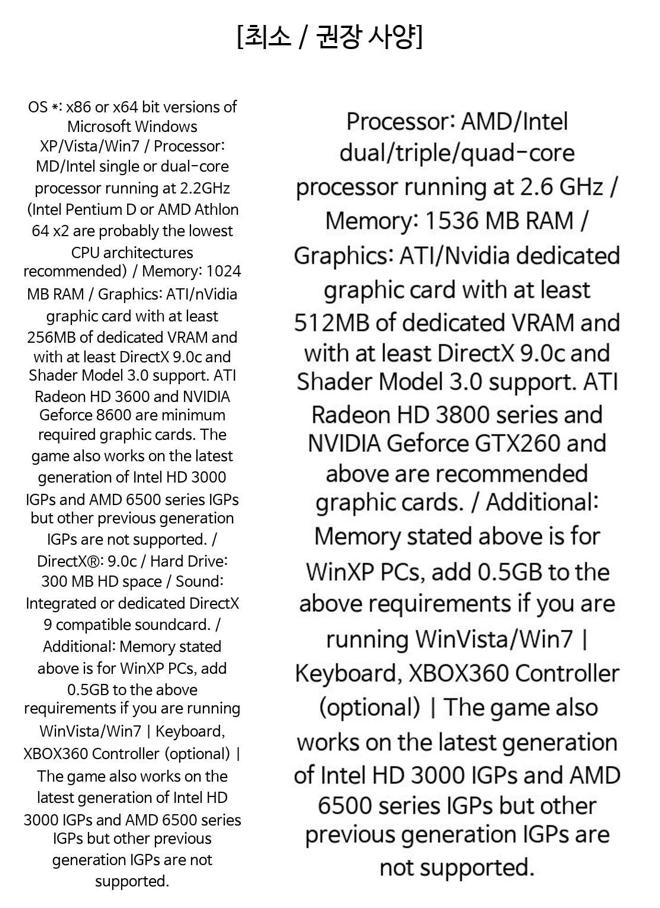 [최소 / 권장 사양]
OS *: x86 or x64 bit versions of
Microsoft Windows
XP/Vista/Win7 / Processor:
MD/Intel single or dual-core
processor running at 2.2GHz
(Intel Pentium D or AMD Athlon
64 x2 are probably the lowest
CPU architectures
recommended) / Memory: 1024
MB RAM / Graphics: ATI/nVidia
graphic card with at least
256MB of dedicated VRAM and
with at least DirectX 9.0c and
Shader Model 3.0 support. ATI
Radeon HD 3600 and NVIDIA
Geforce 8600 are minimum
required graphic cards. The
game also works on the latest
generation of Intel HD 3000
IGPs and AMD 6500 series IGPs
but other previous generation
IGPs are not supported. /
DirectX®: 9.0c / Hard Drive:
300 MB HD space / Sound:
Integrated or dedicated DirectX
9 compatible soundcard. /
Additional: Memory stated
above is for WinXP PCs, add
0.5GB to the above
requirements if you are running
WinVista/Win7 | Keyboard,
XBOX360 Controller (optional) |
The game also works on the
latest generation of Intel HD
3000 IGPs and AMD 6500 series
IGPs but other previous
generation IGPs are not
supported.
Processor: AMD/Intel
dual/triple/quad-core
processor running at 2.6 GHz /
Memory: 1536 MB RAM /
Graphics: ATI/Nvidia dedicated
graphic card with at least
512MB of dedicated VRAM and
with at least DirectX 9.0c and
Shader Model 3.0 support. ATI
Radeon HD 3800 series and
NVIDIA Geforce GTX260 and
above are recommended
graphic cards. / Additional:
Memory stated above is for
WinXP PCs, add 0.5GB to the
above requirements if you are
running WinVista/Win7 |
Keyboard, XBOX360 Controller
(optional) | The game also
works on the latest generation
of Intel HD 3000 IGPs and AMD
6500 series IGPs but other
previous generation IGPs are
not supported.